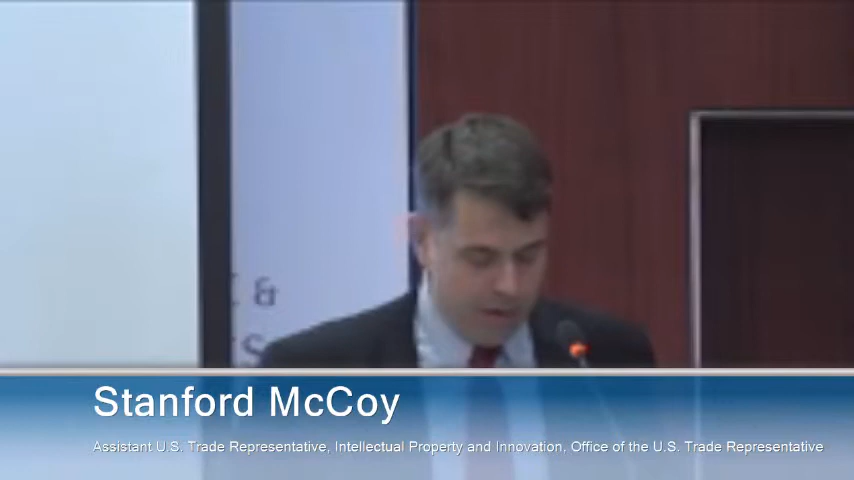 &
Stanford McCoy
Assistant U.S. Trade Representative, Intellectual Property and Innovation, Office of the U.S. Trade Representative